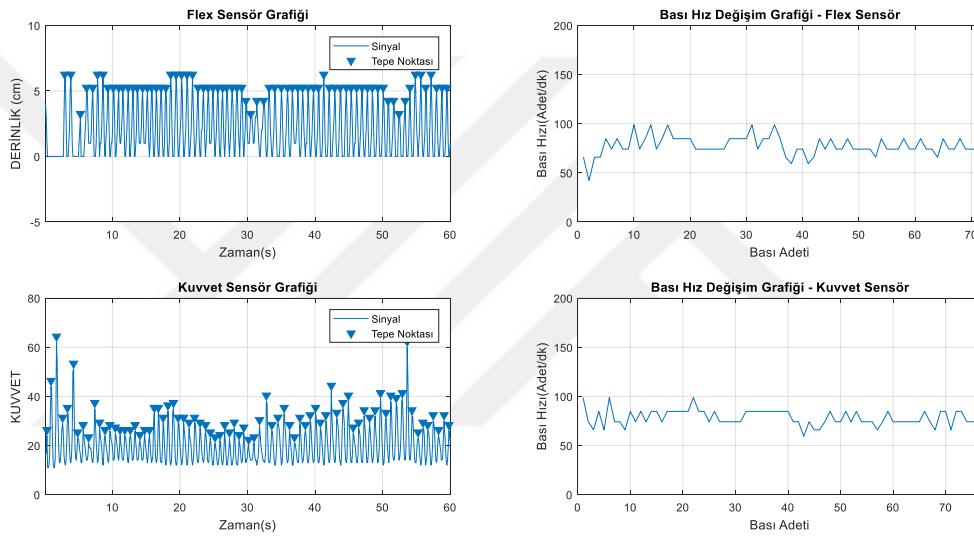 Flex Sensör Grafiği
10
5
0
-5
DERİNLİK (cm)
Sinyal
Tepe Noktası
10 20 30 40 50 60
Zaman(s)
Bası Hız Değişim Grafiği - Flex Sensör
200
150
100
50
0
Bası Hızı(Adet/dk)
0 10 20 30 40 50 60 70
Bası Adeti
Kuvvet Sensör Grafiği
80
60
40
20
0
KUVVET
Sinyal
Tepe Noktası
10 20 30 40 50 60
Zaman(s)
Bası Hız Değişim Grafiği - Kuvvet Sensör
200
150
100
50
0
Bası Hızı(Adet/dk)
0 10 20 30 40 50 60 70
Bası Adeti